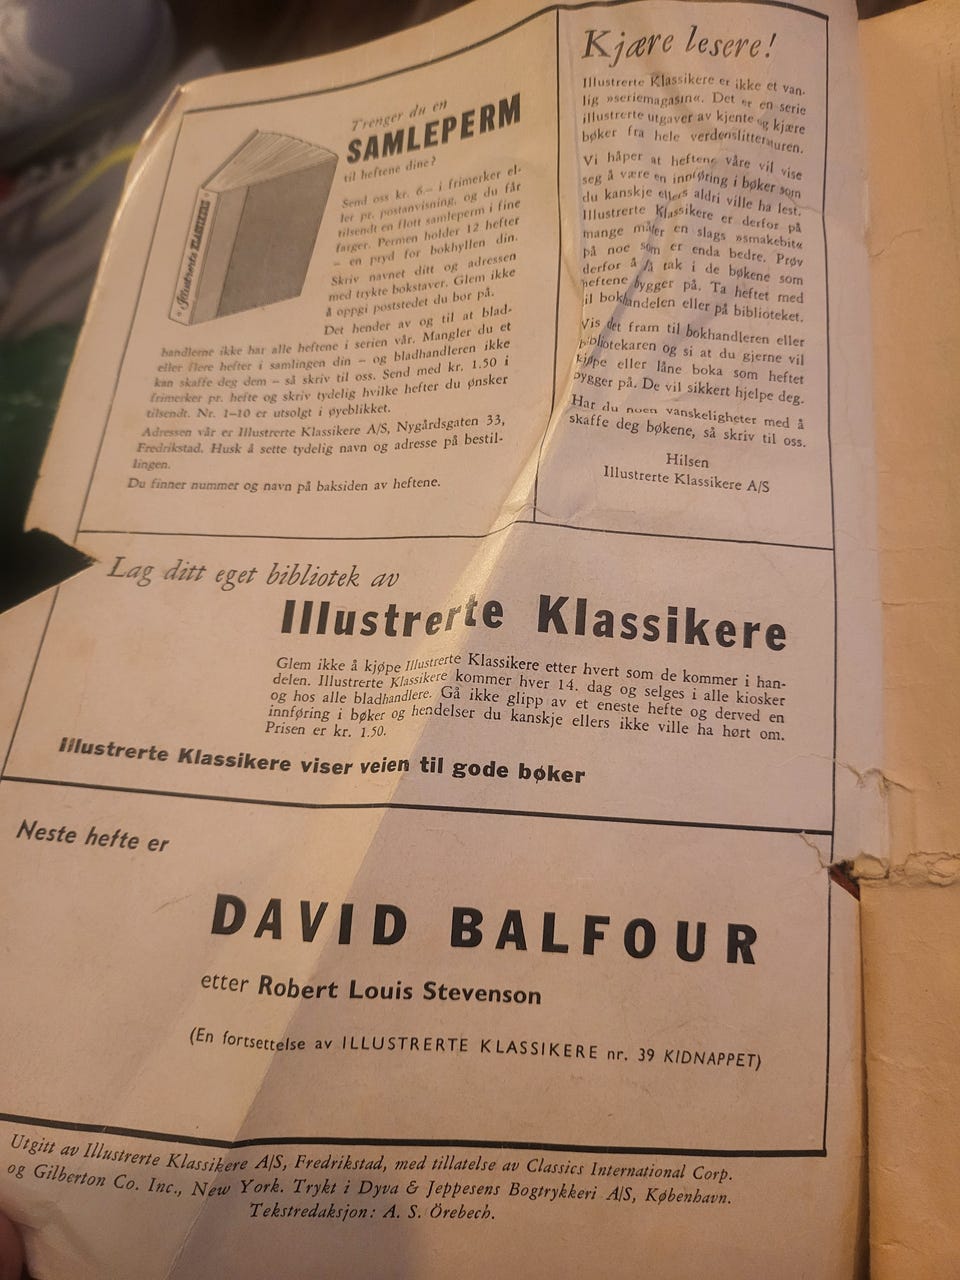 Trenger du en
SAMLEPERM
til heftene dine?
Send oss kr. 6.– i frimerker el-
ler pr. postanvisning, og du får
tilsendt en flott samleperm i fine
farger. Permen holder 12 hefter
– en pryd for bokhyllen din.
Skriv navnet ditt og adressen
med trykte bokstaver. Glem ikke
å oppgi poststedet du bor på.
Det hender av og til at blad-
handlerne ikke har alle heftene i serien vår. Mangler du et
eller flere hefter i samlingen din – og bladhandleren ikke
kan skaffe deg dem – så skriv til oss. Send med kr. 1.50 i
frimerker pr. hefte og skriv tydelig hvilke hefter du ønsker
tilsendt. Nr. 1–10 er utsolgt i øyeblikket.
Adressen vår er Illustrerte Klassikere A/S, Nygårdsgaten 33,
Fredrikstad. Husk å sette tydelig navn og adresse på bestil-
lingen.
Du finner nummer og navn på baksiden av heftene.
Illustrerte KLASSIKERE
Kjære lesere!
Illustrerte Klassikere er ikke et van-
lig »seriemagasin«. Det er en serie
illustrerte utgaver av kjente og kjære
bøker fra hele verdenslitteraturen.
Vi håper at heftene våre vil vise
seg å være en innføring i bøker som
du kanskje ellers aldri ville ha lest.
Illustrerte Klassikere er derfor på
mange måter en slags »smakebit«
på noe som er enda bedre. Prøv
derfor å få tak i de bøkene som
heftene bygger på. Ta heftet med
til bokhandelen eller på biblioteket.
Vis det fram til bokhandleren eller
bibliotekaren og si at du gjerne vil
kjøpe eller låne boka som heftet
bygger på. De vil sikkert hjelpe deg.
Har du noen vanskeligheter med å
skaffe deg bøkene, så skriv til oss.
Hilsen
Illustrerte Klassikere A/S
Lag ditt eget bibliotek av
Illustrerte Klassikere
Glem ikke å kjøpe Illustrerte Klassikere etter hvert som de kommer i han-
delen. Illustrerte Klassikere kommer hver 14. dag og selges i alle kiosker
og hos alle bladhandlere. Gå ikke glipp av et eneste hefte og derved en
innføring i bøker og hendelser du kanskje ellers ikke ville ha hørt om.
Prisen er kr. 1.50.
Illustrerte Klassikere viser veien til gode bøker
Neste hefte er
DAVID BALFOUR
etter Robert Louis Stevenson
(En fortsettelse av ILLUSTRERTE KLASSIKERE nr. 39 KIDNAPPET)
Utgitt av Illustrerte Klassikere A/S, Fredrikstad, med tillatelse av Classics International Corp.
og Gilberton Co. Inc., New York. Trykt i Dyva & Jeppesens Bogtrykkeri A/S, København.
Tekstredaksjon: A. S. Örebech.